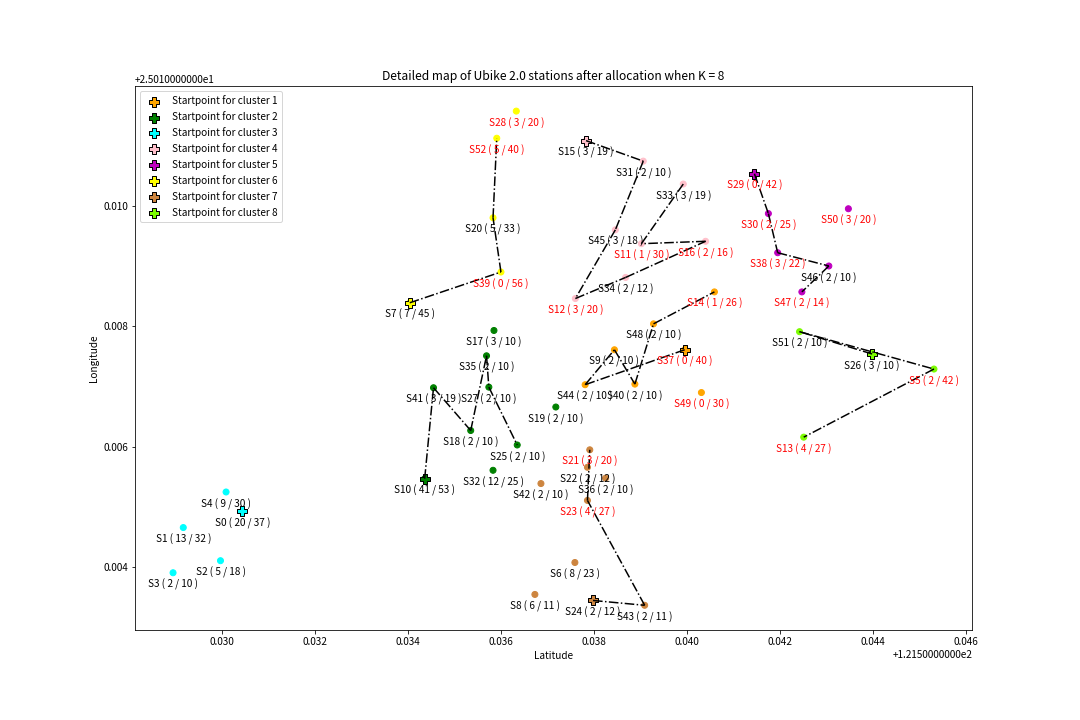 Detailed map of Ubike 2.0 stations after allocation when K = 8
+2.5010000000e1
Startpoint for cluster 1
Startpoint for cluster 2
Startpoint for cluster 3
Startpoint for cluster 4
Startpoint for cluster 5
Startpoint for cluster 6
Startpoint for cluster 7
Startpoint for cluster 8
S28 ( 3 / 20 )
S52 ( 5 / 40 )
S15 ( 3 / 19 )
S31 ( 2 / 10 )
S29 ( 0 / 42 )
S33 ( 3 / 19 )
0.010
S50 ( 3 / 20 )
S30 ( 2 / 25 )
S20 ( 5 / 33 )
S45 ( 3 / 18 )
S11 ( 1 / 30 )
S16 ( 2 / 16 )
S38 ( 3 / 22 )
S46 ( 2 / 10 )
S39 ( 0 / 56 )
S34 ( 2 / 12 )
S47 ( 2 / 14 )
S14 ( 1 / 26 )
S12 ( 3 / 20 )
S7 ( 7 / 45 )
0.008
S48 ( 2 / 10 )
S17 ( 3 / 10 )
S51 ( 2 / 10 )
S9 ( 2 / 10 )
S37 ( 0 / 40 )
S35 ( 2 / 10 )
S26 ( 3 / 10 )
S5 ( 2 / 42 )
S44 ( 2 / 10 )
S40 ( 2 / 10 )
S41 ( 3 / 19 )
S27 ( 2 / 10 )
S49 ( 0 / 30 )
S19 ( 2 / 10 )
0.006
S18 ( 2 / 10 )
S13 ( 4 / 27 )
S25 ( 2 / 10 )
S21 ( 3 / 20 )
S22 ( 2 / 12 )
S32 ( 12 / 25 )
S10 ( 41 / 53 )
S36 ( 2 / 10 )
S42 ( 2 / 10 )
S4 ( 9 / 30 )
S23 ( 4 / 27 )
S0 ( 20 / 37 )
S1 ( 13 / 32 )
0.004
S2 ( 5 / 18 )
S6 ( 8 / 23 )
S3 ( 2 / 10 )
S8 ( 6 / 11 )
S24 ( 2 / 12 )
S43 ( 2 / 11 )
Longitude
0.030 0.032 0.034 0.036 0.038 0.040 0.042 0.044 0.046
Latitude
+1.2150000000e2